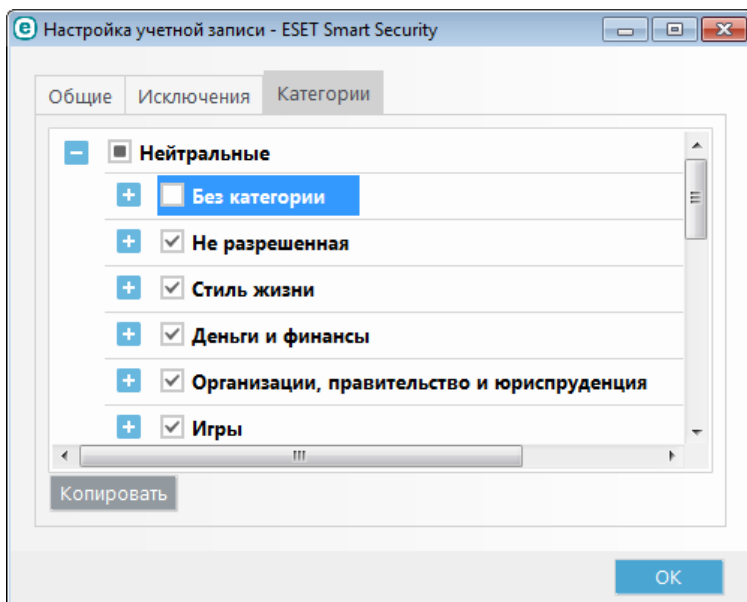 Настройка учетной записи - ESET Smart Security
Общие Исключения Категории
Нейтральные
Без категории
Не разрешенная
Стиль жизни
Деньги и финансы
Организации, правительство и юриспруденция
Игры
Копировать
OK